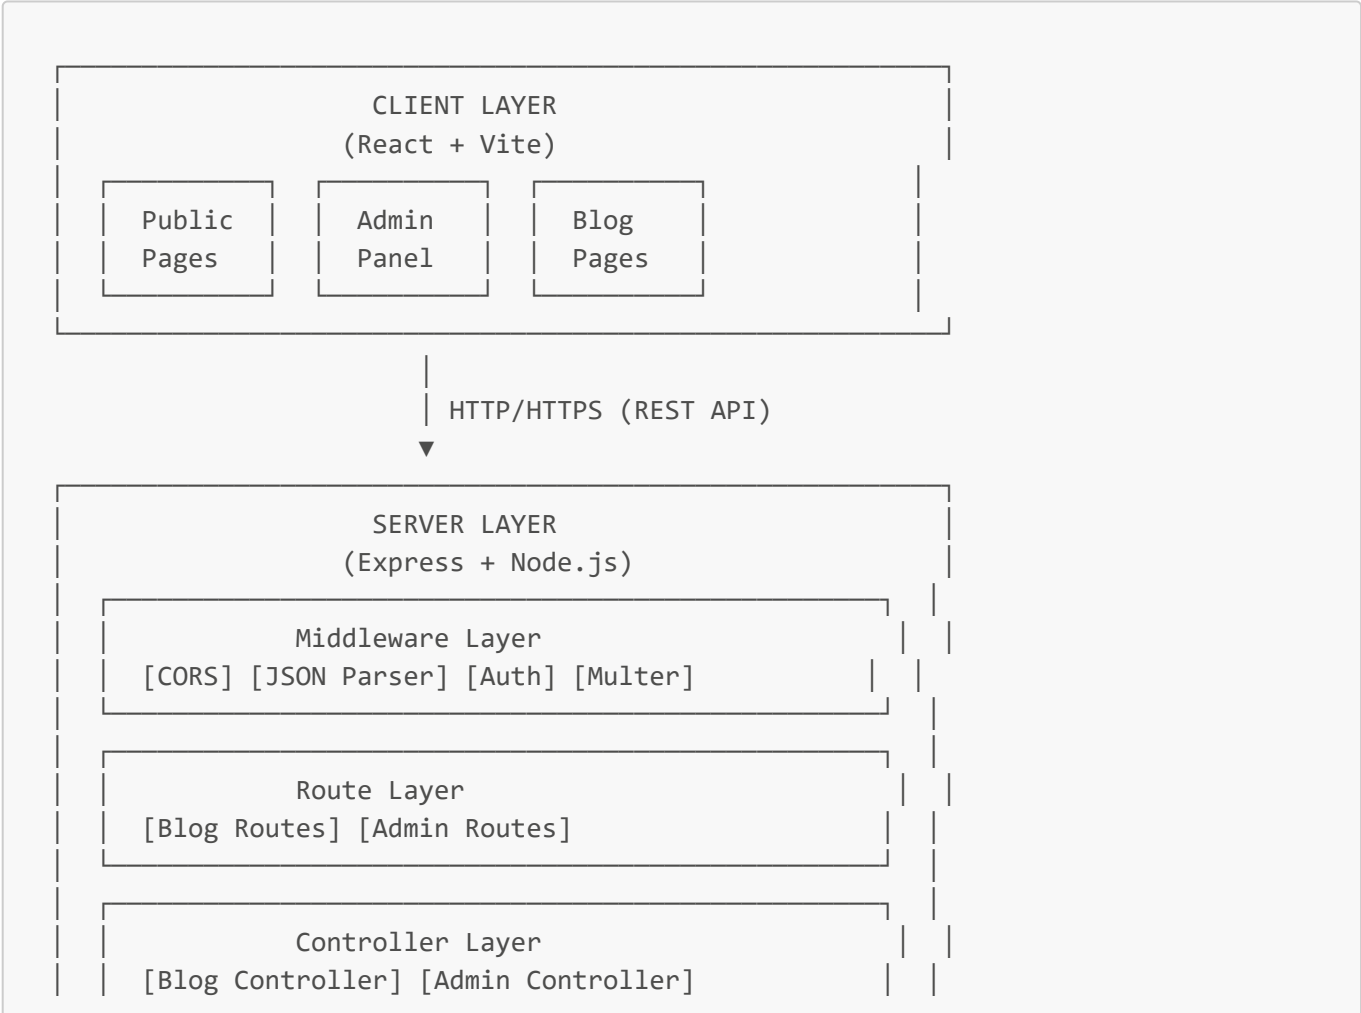 CLIENT LAYER
(React + Vite)
Public Admin Blog
Pages Panel Pages
HTTP/HTTPS (REST API)
SERVER LAYER
(Express + Node.js)
Middleware Layer
[CORS] [JSON Parser] [Auth] [Multer]
Route Layer
[Blog Routes] [Admin Routes]
Controller Layer
[Blog Controller] [Admin Controller]